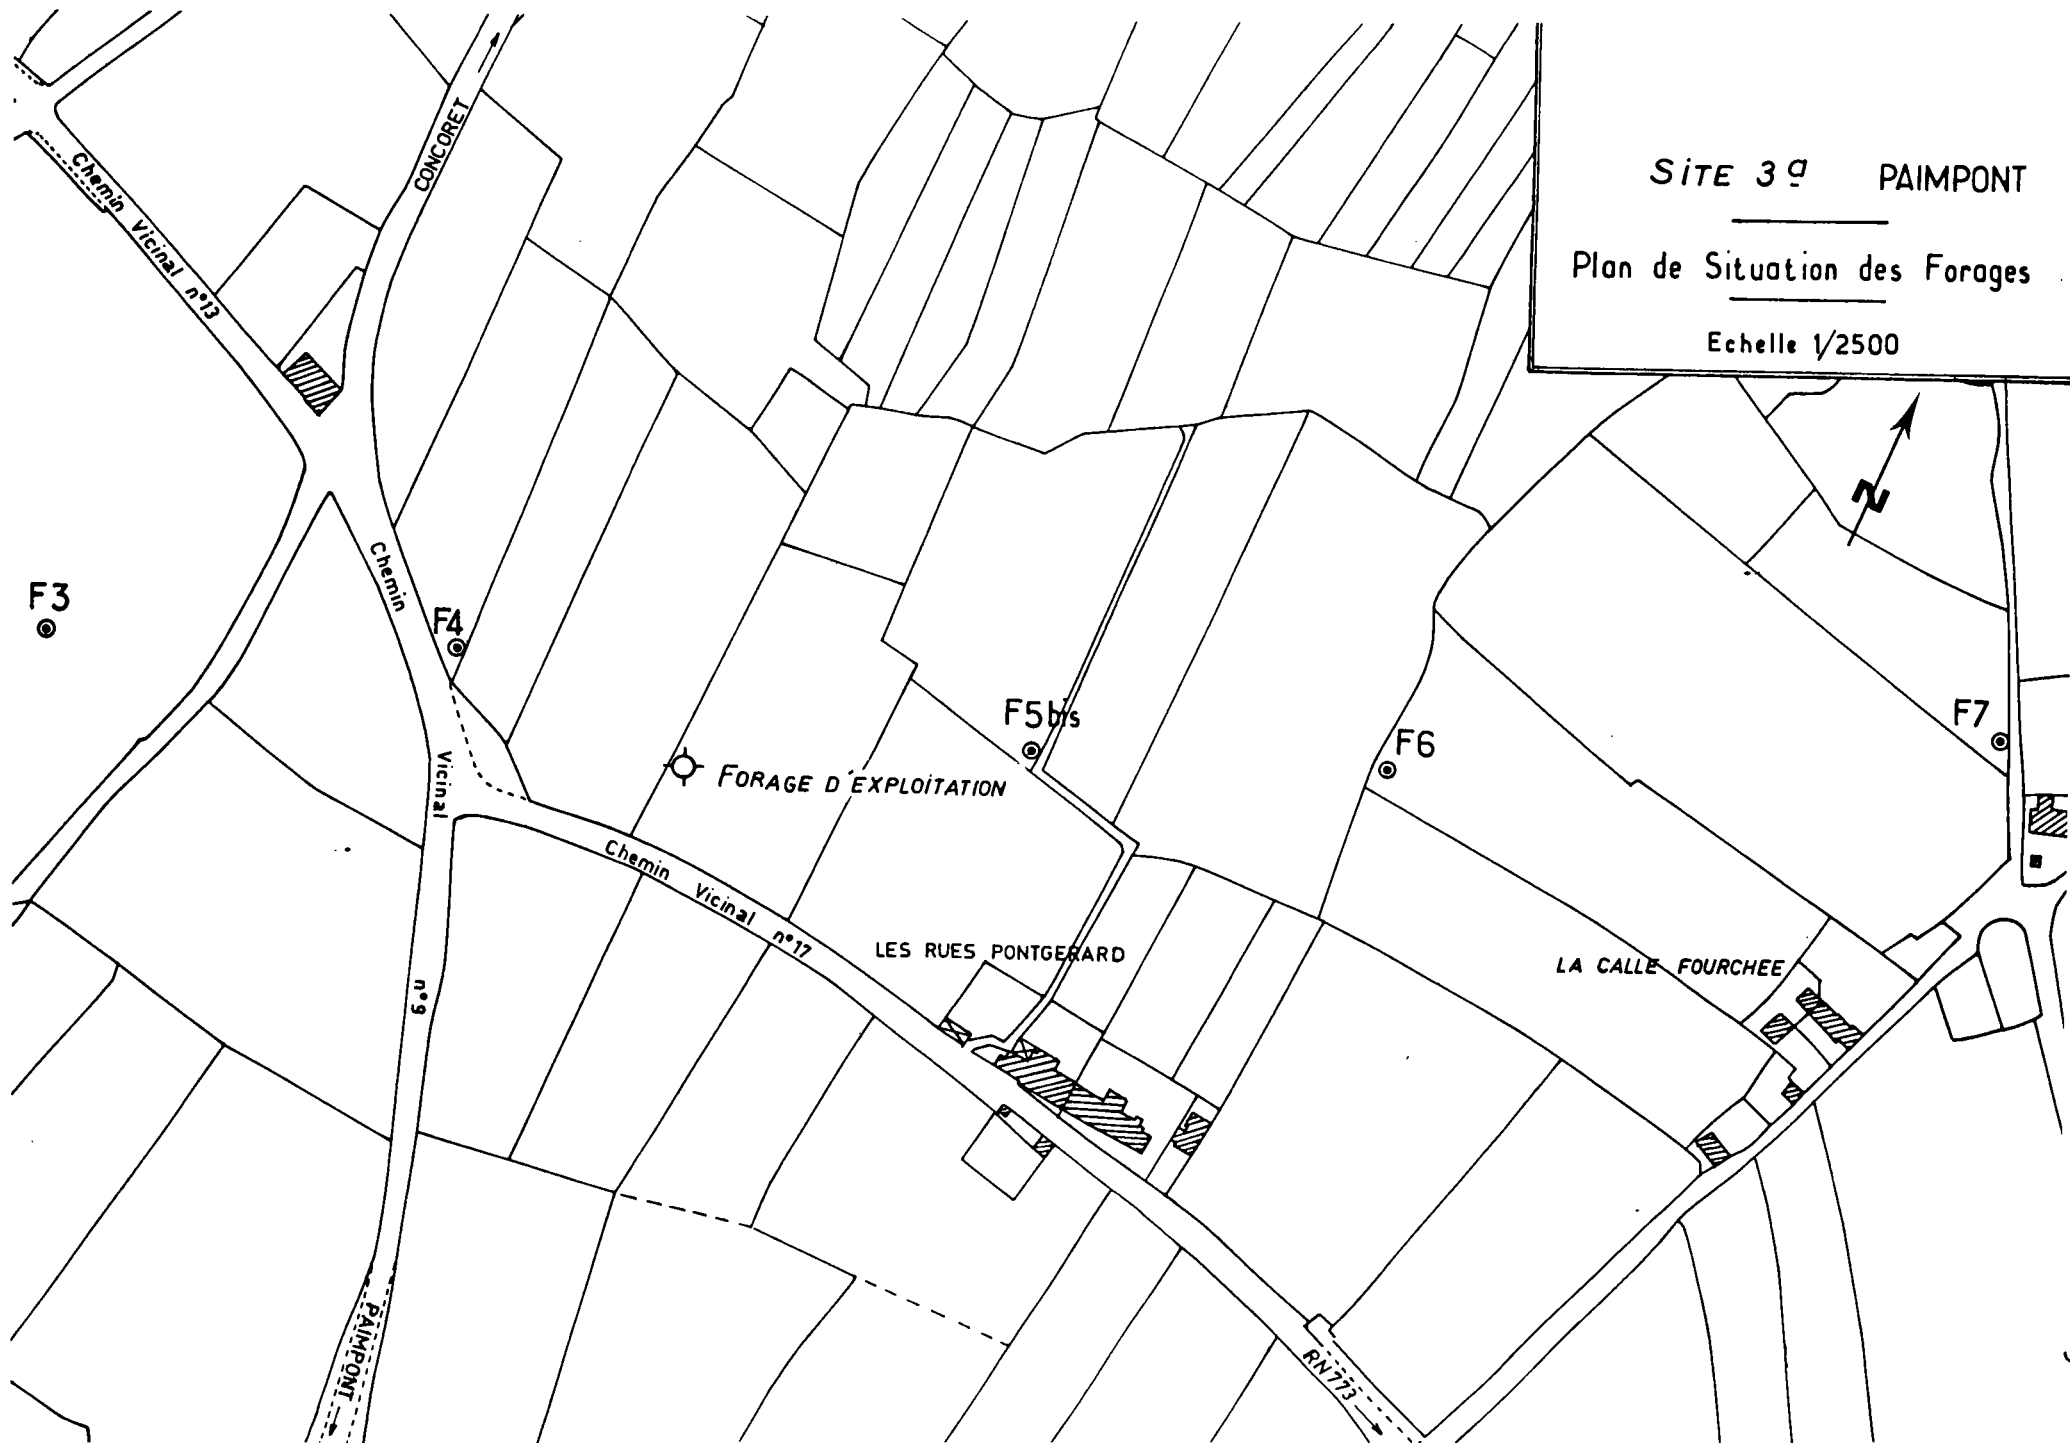 SITE 3a PAIMPONT
Plan de Situation des Forages
Echelle 1/2500
CONCORET
Chemin Vicinal n°13
N
F3
Chemin Vicinal n°9
F4
F5bis
F6
F7
FORAGE D'EXPLOITATION
Chemin Vicinal n°17
LES RUES PONTGERARD
LA CALLE FOURCHEE
PAIMPONT
RN773